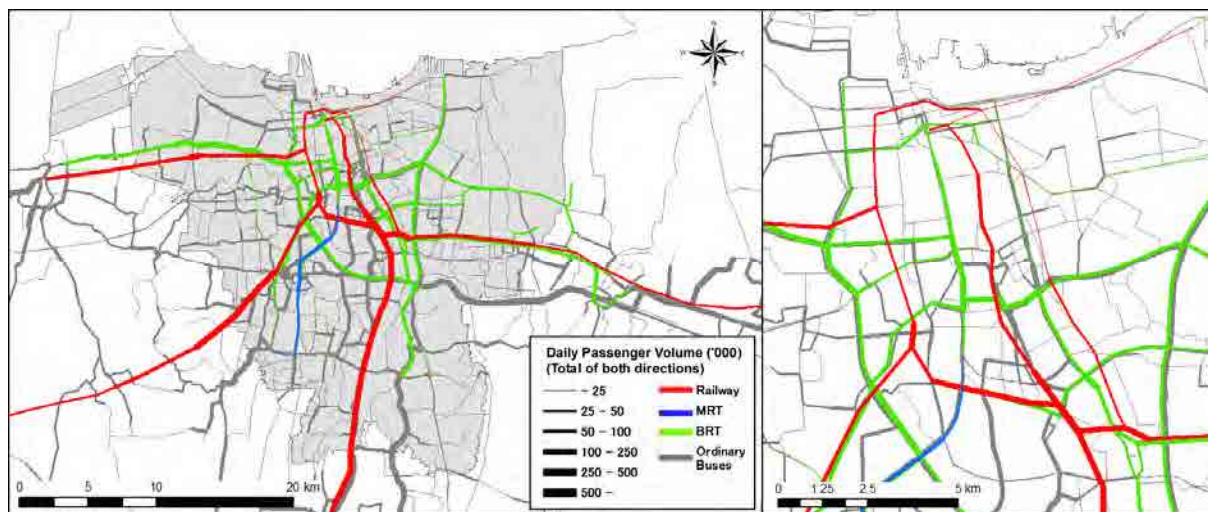 N
W
E
S
Daily Passenger Volume ('000)
(Total of both directions)
- 25
25 - 50
50 - 100
100 - 250
250 - 500
500 -
Railway
MRT
BRT
Ordinary
Buses
0 5 10 20 km
0 1.25 2.5 5 km